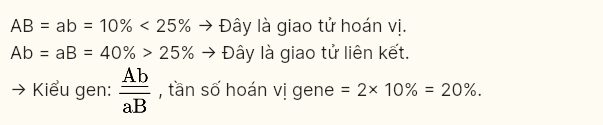 AB = ab = 10% < 25% → Đây là giao tử hoán vị.
Ab = aB = 40% > 25% → Đây là giao tử liên kết.
→ Kiểu gen: Ab/aB , tần số hoán vị gene = 2× 10% = 20%.